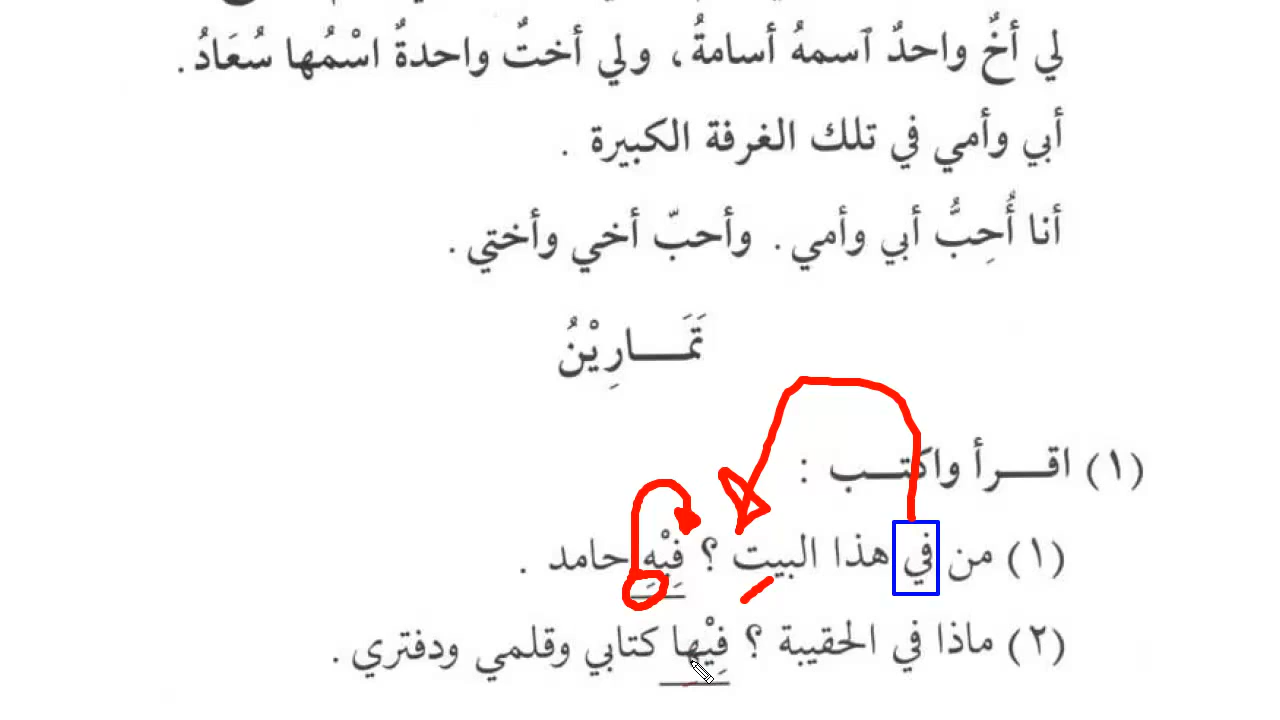 لي أخٌ واحدٌ ٱسمهُ أسامةُ، ولي أختٌ واحدةٌ اسْمُها سُعَادُ.
أبي وأمي في تلك الغرفة الكبيرة .
أنا أُحِبُّ أبي وأمي. وأحبّ أخي وأختي.
تَمَـــارِيْنُ
(١) اقـــرأ واكتـــب :
(١) من في هذا البيت ؟ فِيْهِ حامد .
(٢) ماذا في الحقيبة ؟ فِيْها كتابي وقلمي ودفتري .